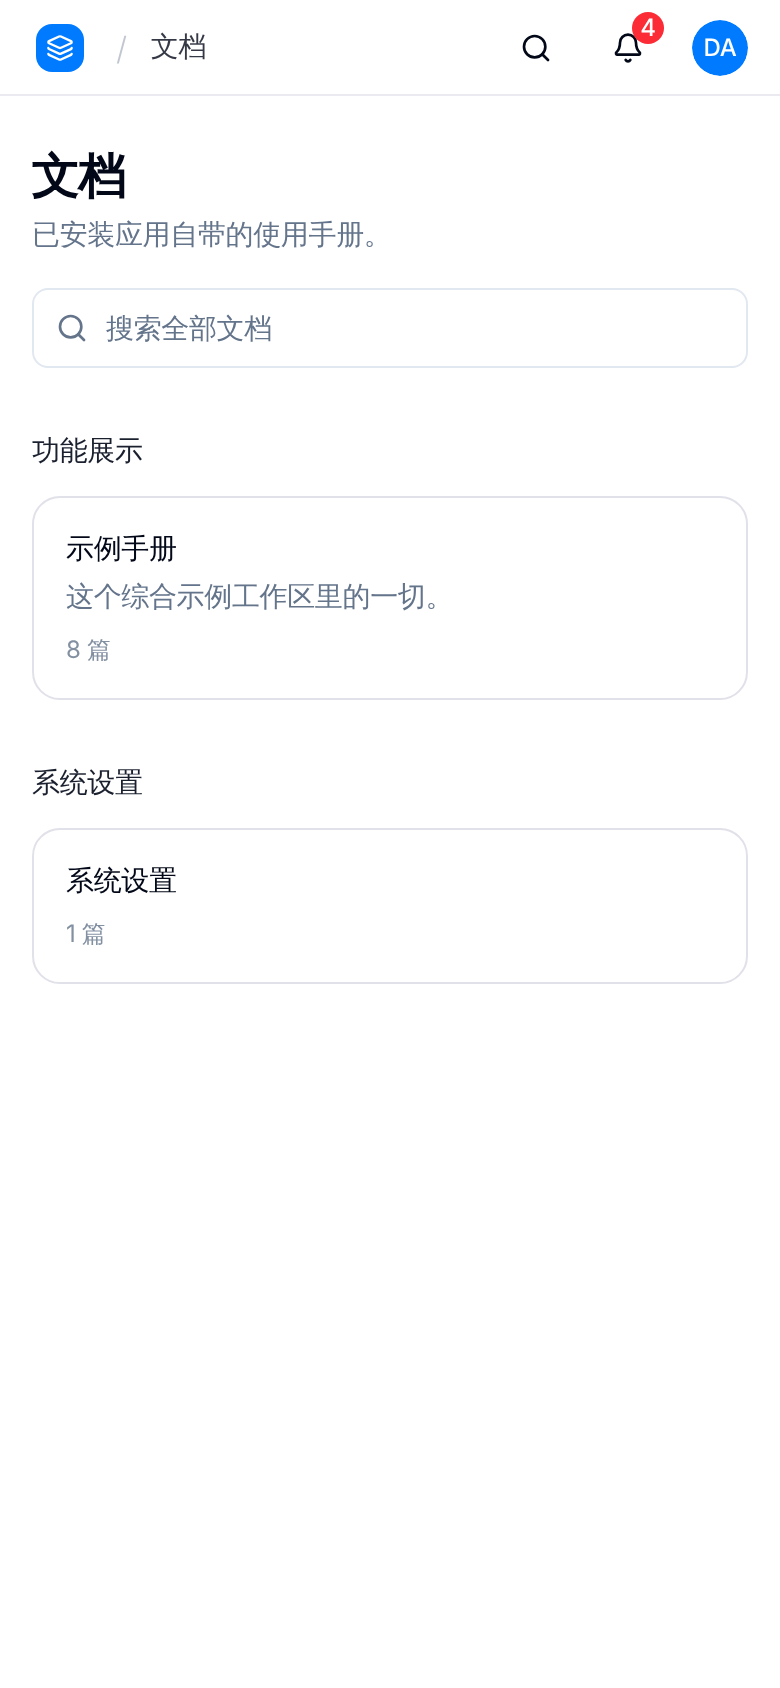 / 文档
4
DA
文档
已安装应用自带的使用手册。
搜索全部文档
功能展示
示例手册
这个综合示例工作区里的一切。
8 篇
系统设置
系统设置
1 篇